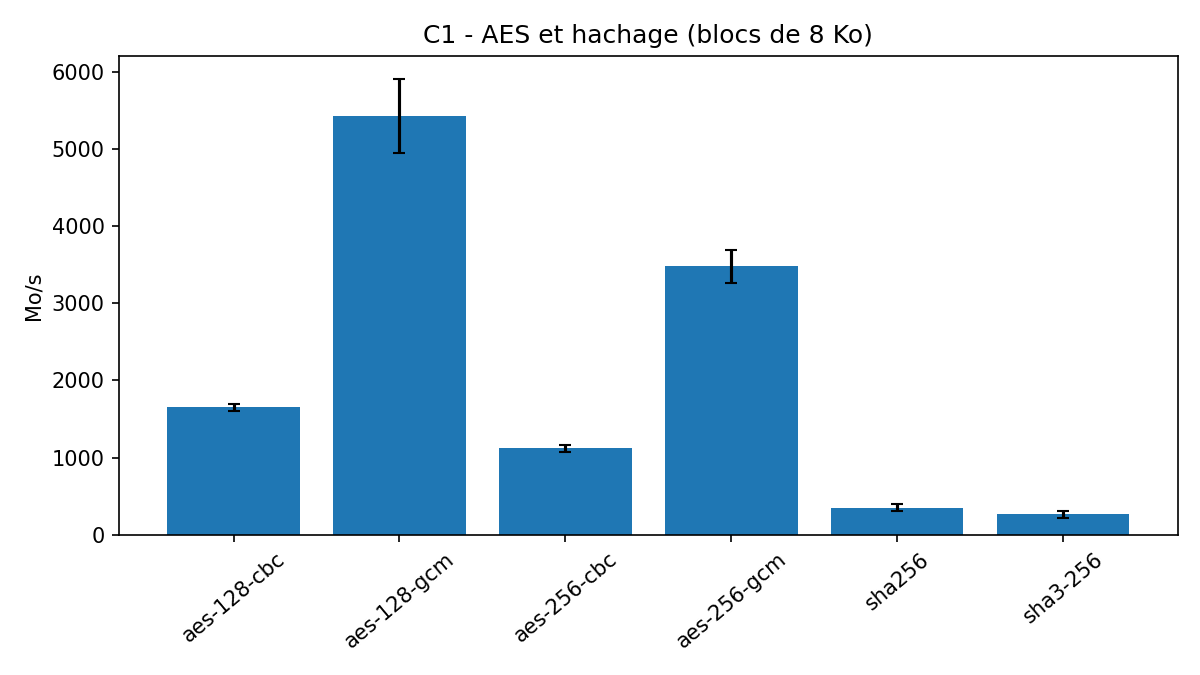 C1 - AES et hachage (blocs de 8 Ko)
Mo/s
6000
5000
4000
3000
2000
1000
0
aes-128-cbc
aes-128-gcm
aes-256-cbc
aes-256-gcm
sha256
sha3-256